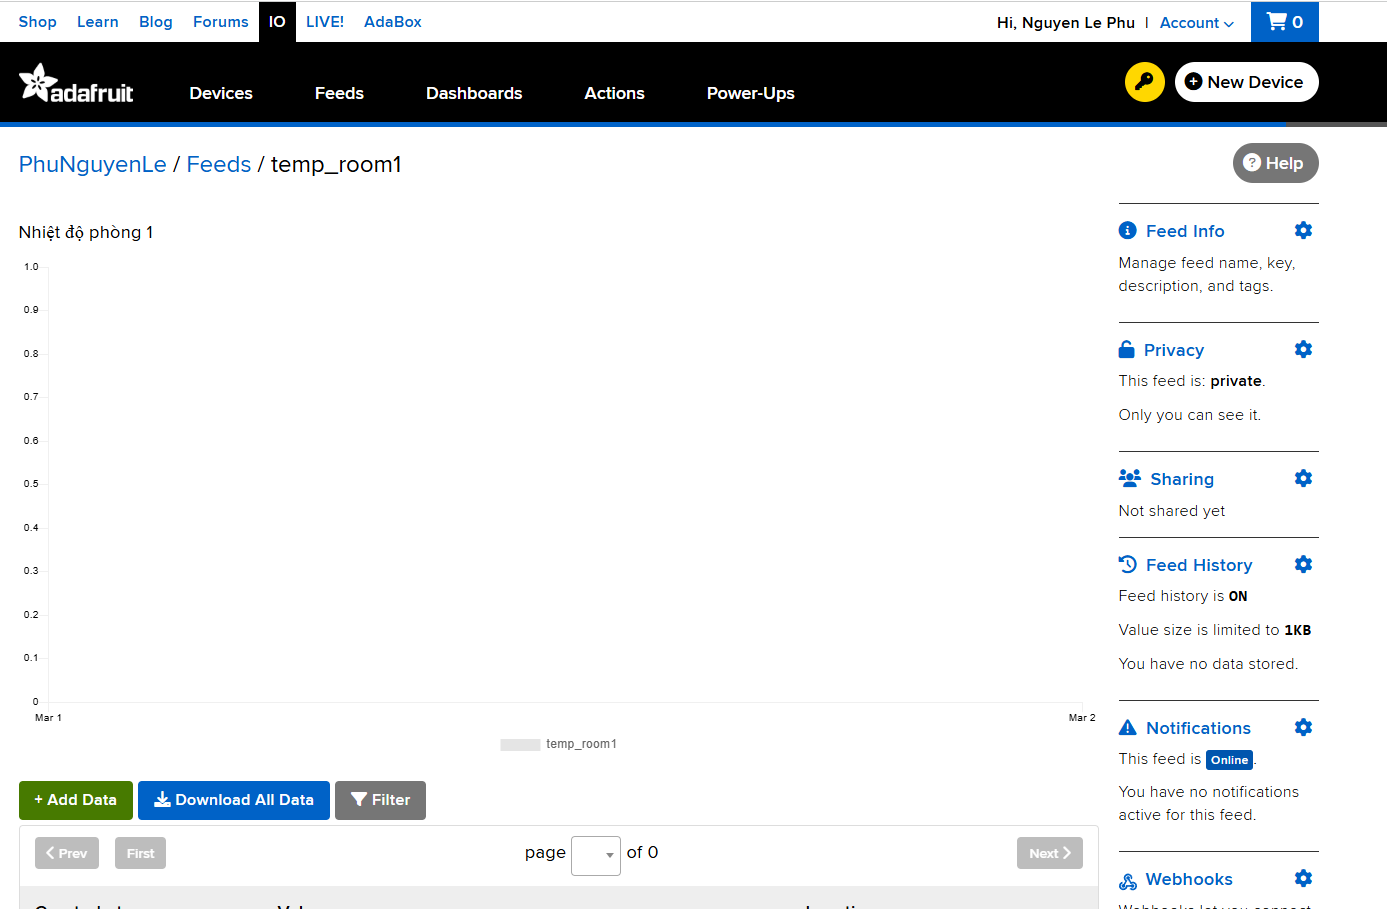 Shop Learn Blog Forums IO LIVE! AdaBox
Hi, Nguyen Le Phu | Account 0
adafruit Devices Feeds Dashboards Actions Power-Ups New Device
PhuNguyenLe / Feeds / temp_room1
Help
Nhiệt độ phòng 1
1.0
0.9
0.8
0.7
0.6
0.5
0.4
0.3
0.2
0.1
0
Mar 1 Mar 2
temp_room1
+ Add Data Download All Data Filter
Prev First page of 0 Next
Feed Info
Manage feed name, key,
description, and tags.
Privacy
This feed is: private.
Only you can see it.
Sharing
Not shared yet
Feed History
Feed history is ON
Value size is limited to 1KB
You have no data stored.
Notifications
This feed is Online.
You have no notifications
active for this feed.
Webhooks